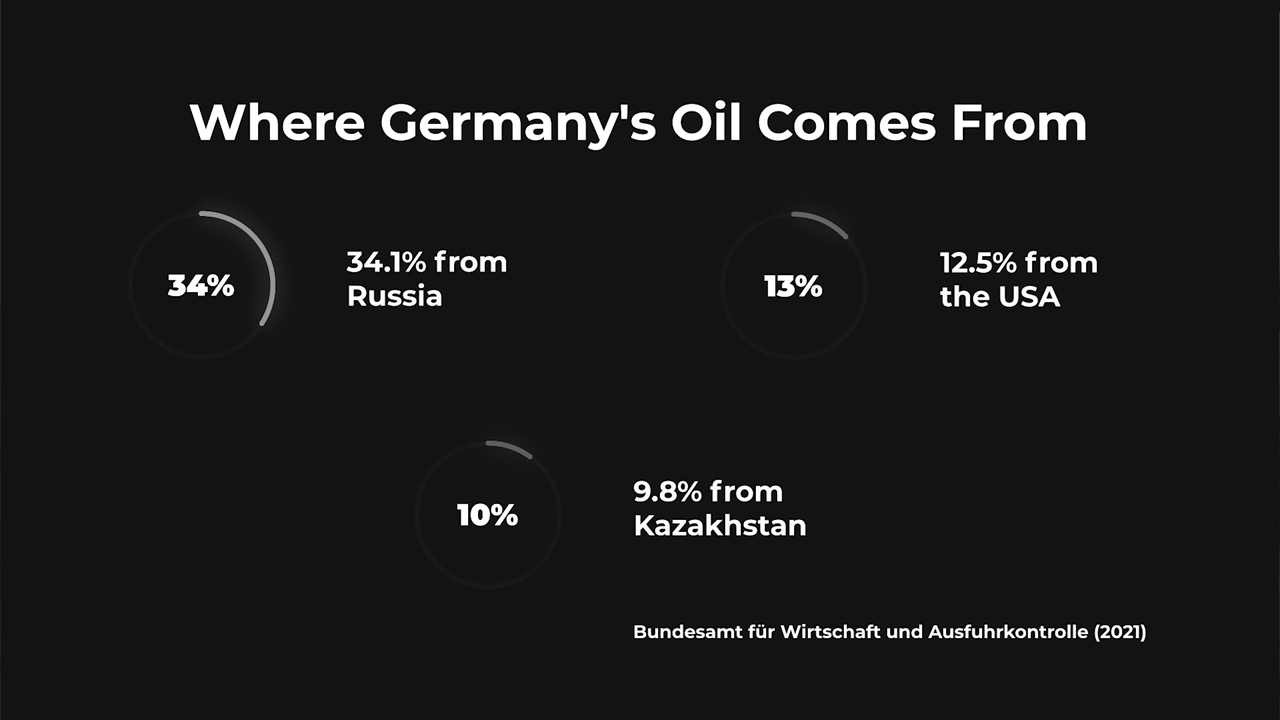 Where Germany's Oil Comes From
34%
34.1% from
Russia
13%
12.5% from
the USA
10%
9.8% from
Kazakhstan
Bundesamt für Wirtschaft und Ausfuhrkontrolle (2021)